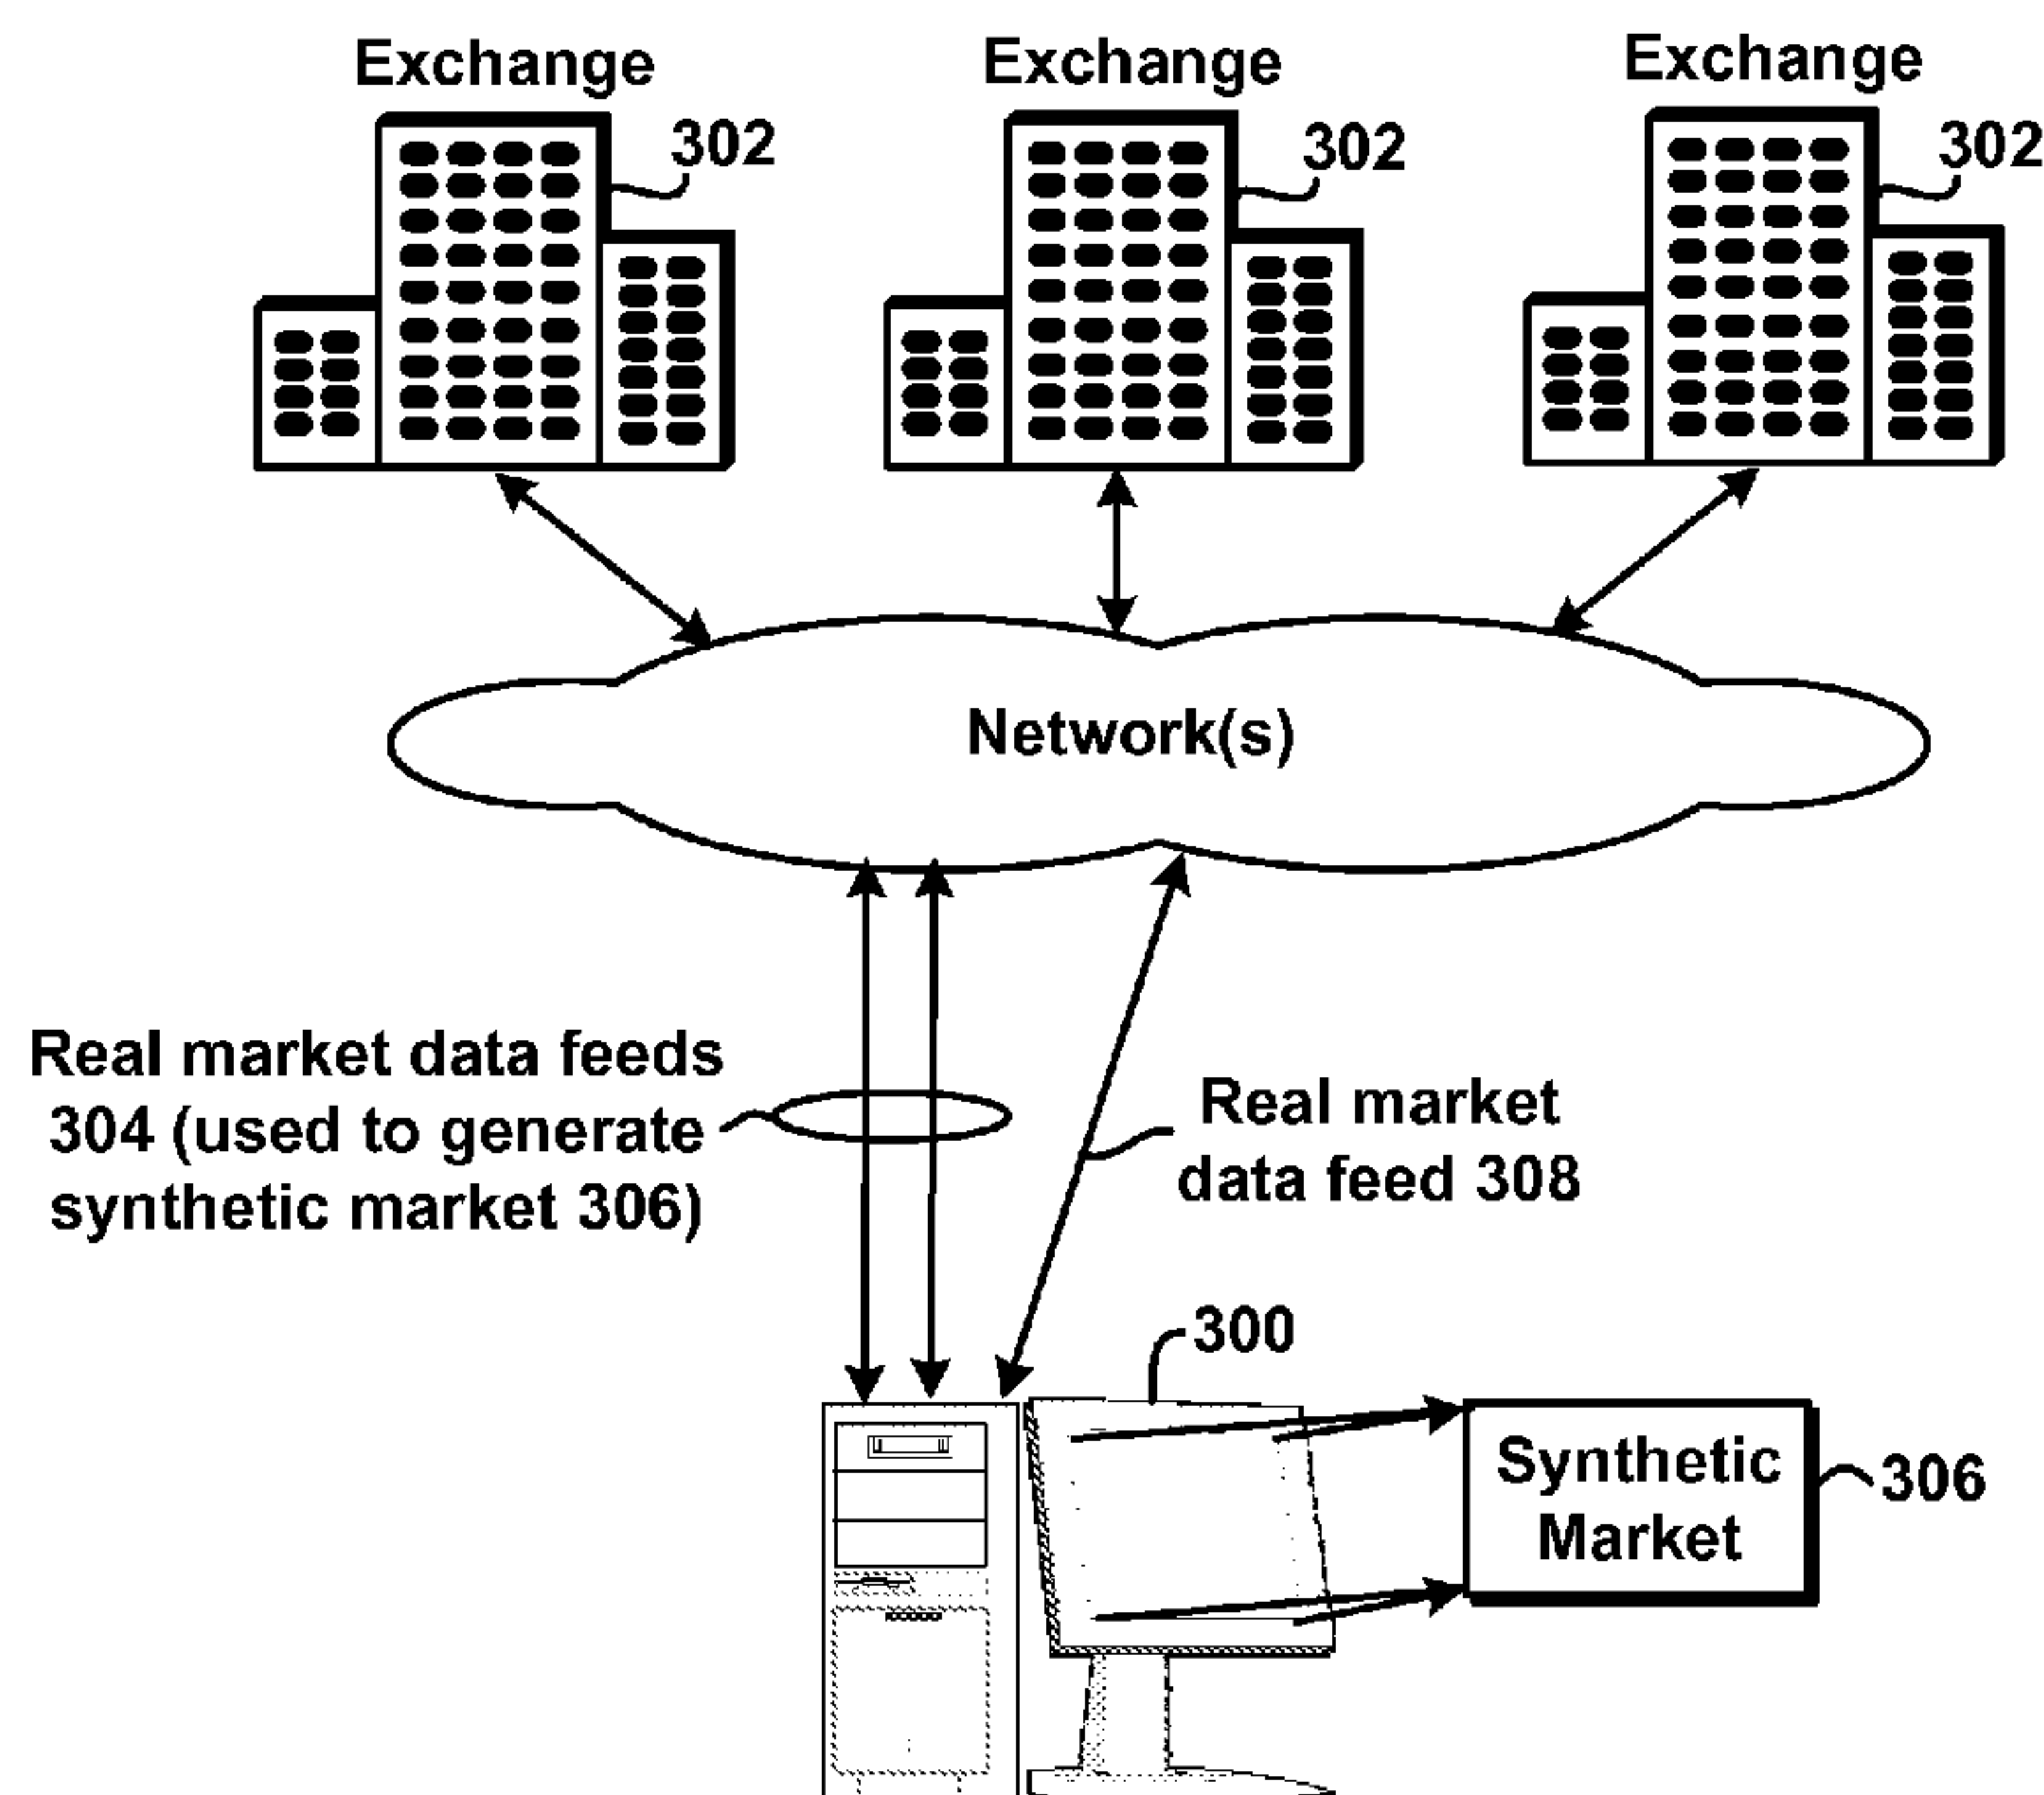 Exchange
Exchange
Exchange
302
302
302
Network(s)
Real market data feeds
304 (used to generate
synthetic market 306)
Real market
data feed 308
300
Synthetic
Market
306